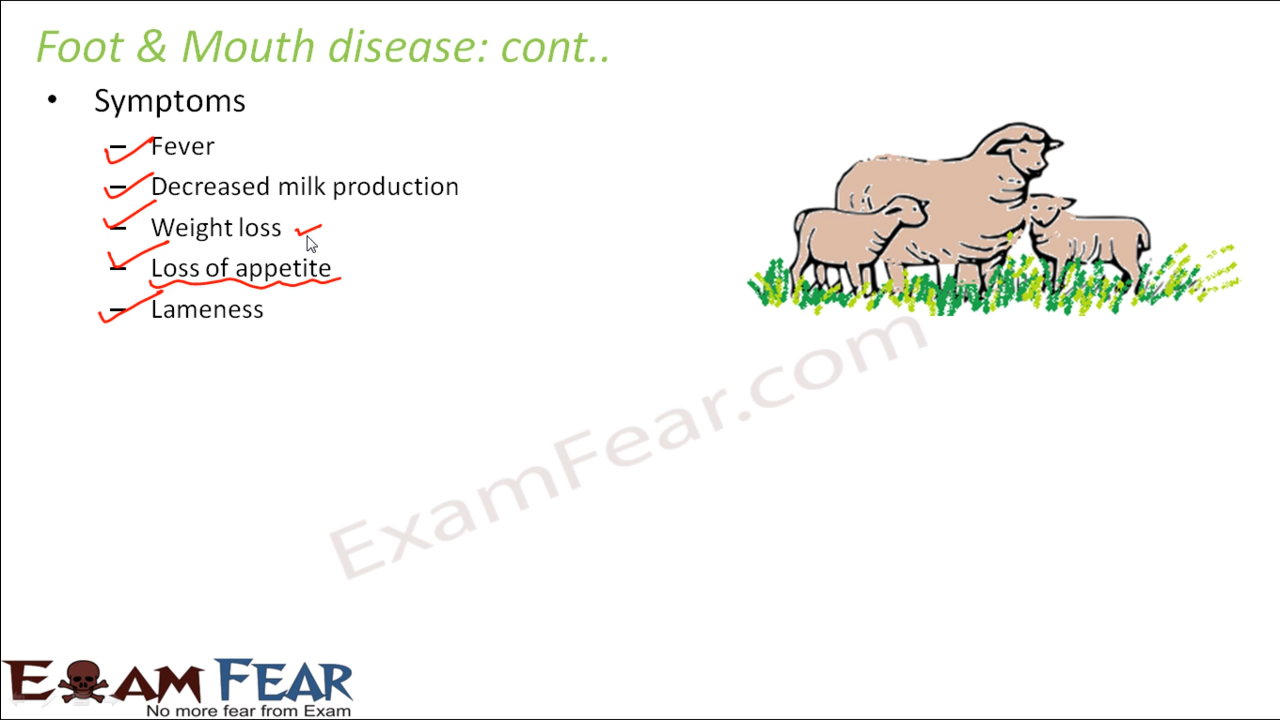 Foot & Mouth disease: cont..
• Symptoms
– Fever
– Decreased milk production
– Weight loss
– Loss of appetite
– Lameness
ExamFear.com
EXAM FEAR
No more fear from Exam